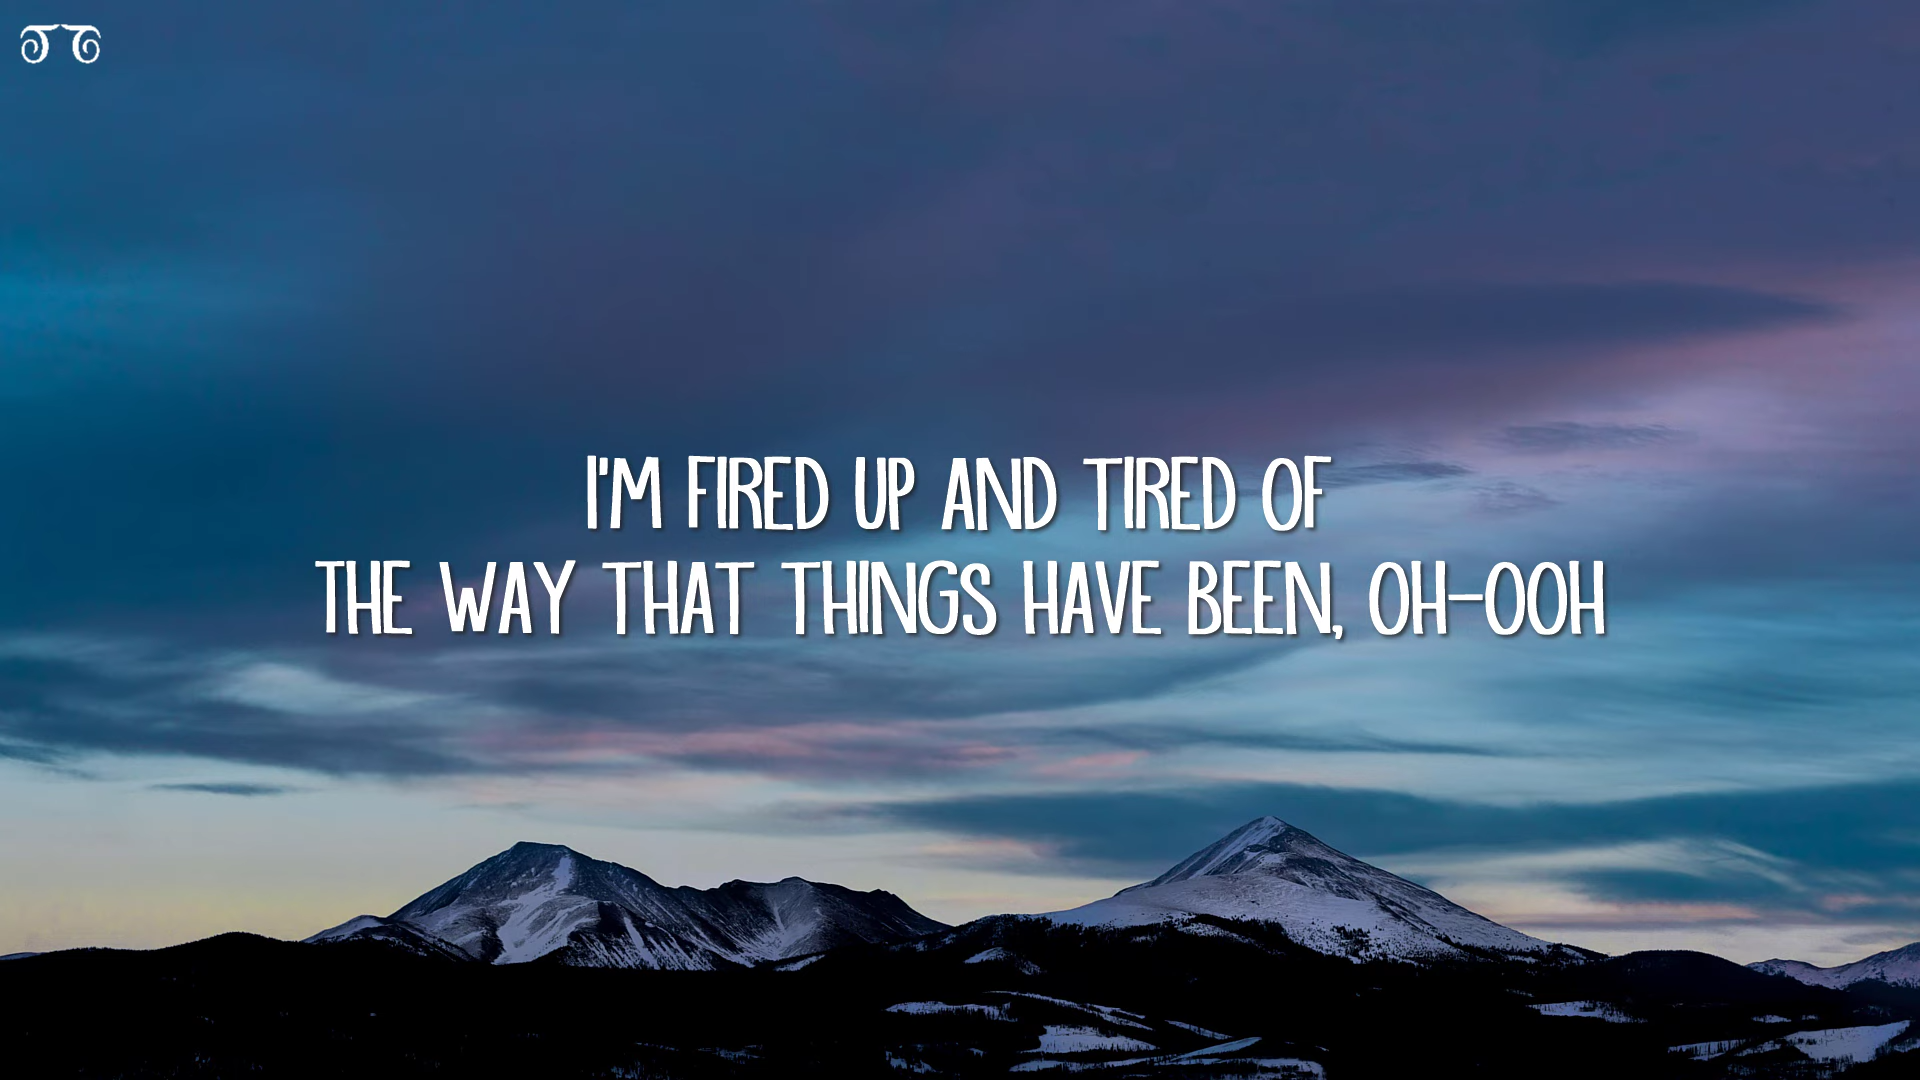 I'M FIRED UP AND TIRED OF
THE WAY THAT THINGS HAVE BEEN, OH-OOH